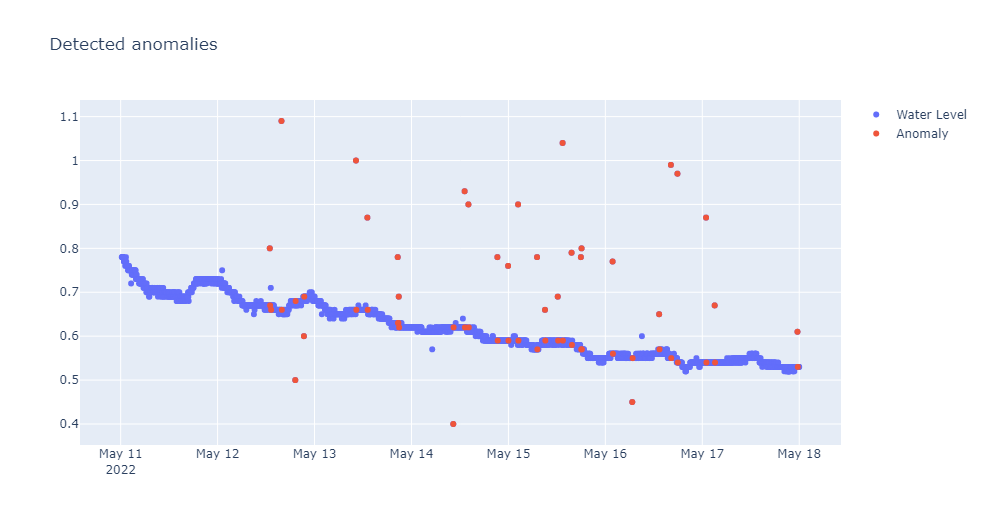 Detected anomalies
Water Level
Anomaly
1.1
1
0.9
0.8
0.7
0.6
0.5
0.4
May 11
2022
May 12
May 13
May 14
May 15
May 16
May 17
May 18